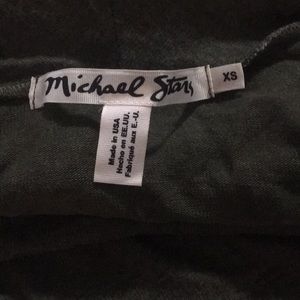 Michael Stars
XS
Made in USA
Hecho en EE.UU.
Fabriqué aux E.-U.